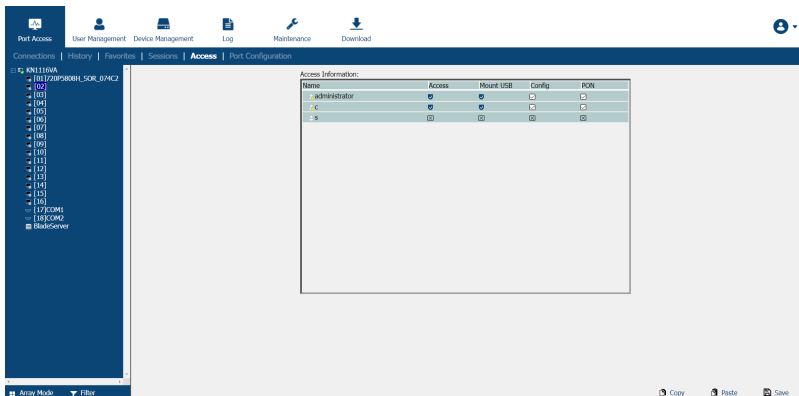 Port Access User Management Device Management Log Maintenance Download
Connections | History | Favorites | Sessions | Access | Port Configuration
KN1116VA
[01]720P5808H_SOR_074C2
[02]
[03]
[04]
[05]
[06]
[07]
[08]
[09]
[10]
[11]
[12]
[13]
[14]
[15]
[16]
[17]COM1
[18]COM2
BladeServer
Access Information:
Name Access Mount USB Config PON
administrator
c
s
Array Mode Filter
Copy Paste Save